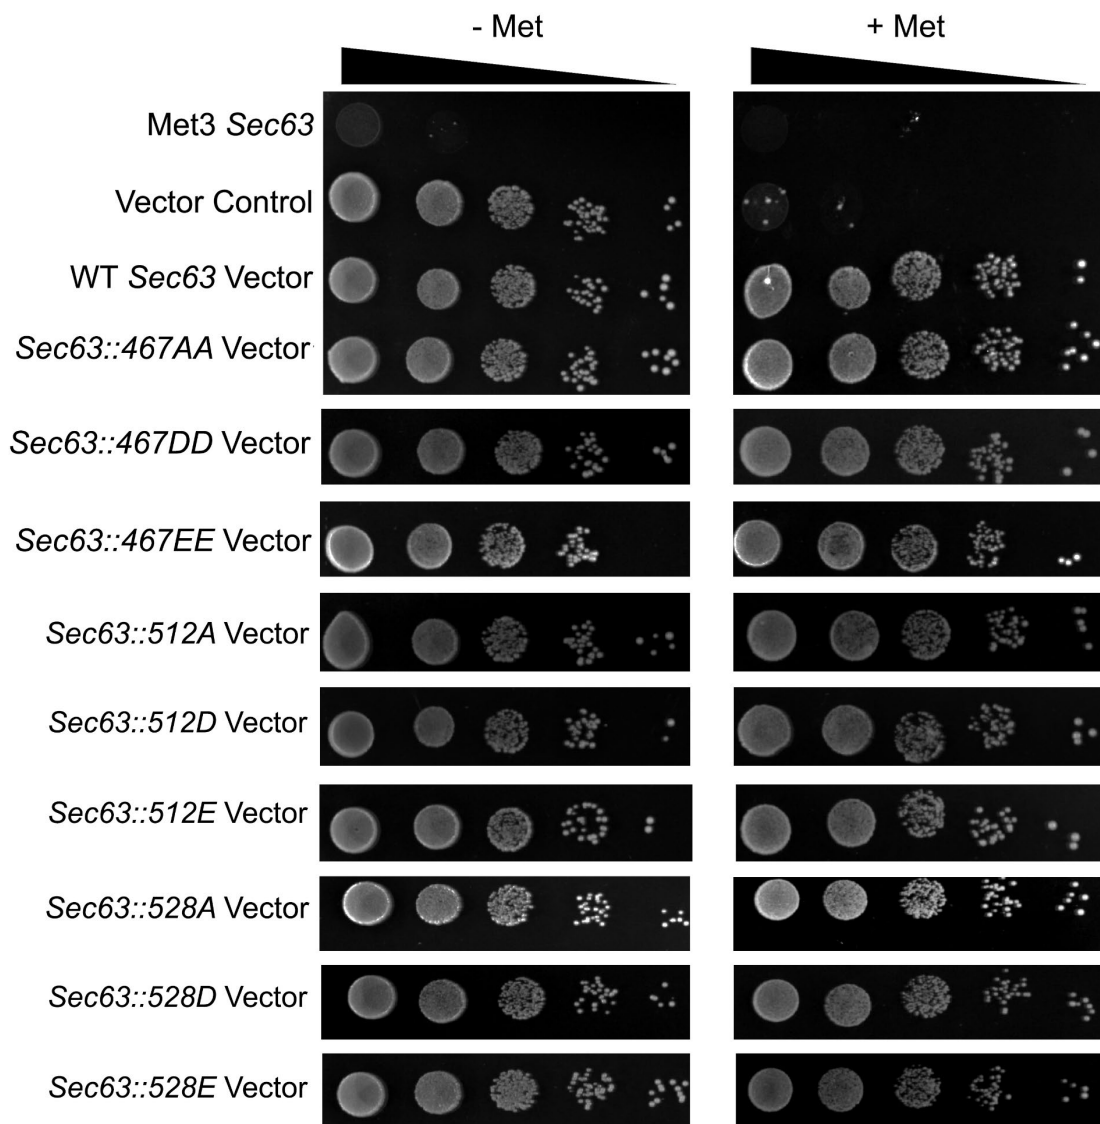 - Met
+ Met
Met3 Sec63
Vector Control
WT Sec63 Vector
Sec63::467AA Vector
Sec63::467DD Vector
Sec63::467EE Vector
Sec63::512A Vector
Sec63::512D Vector
Sec63::512E Vector
Sec63::528A Vector
Sec63::528D Vector
Sec63::528E Vector